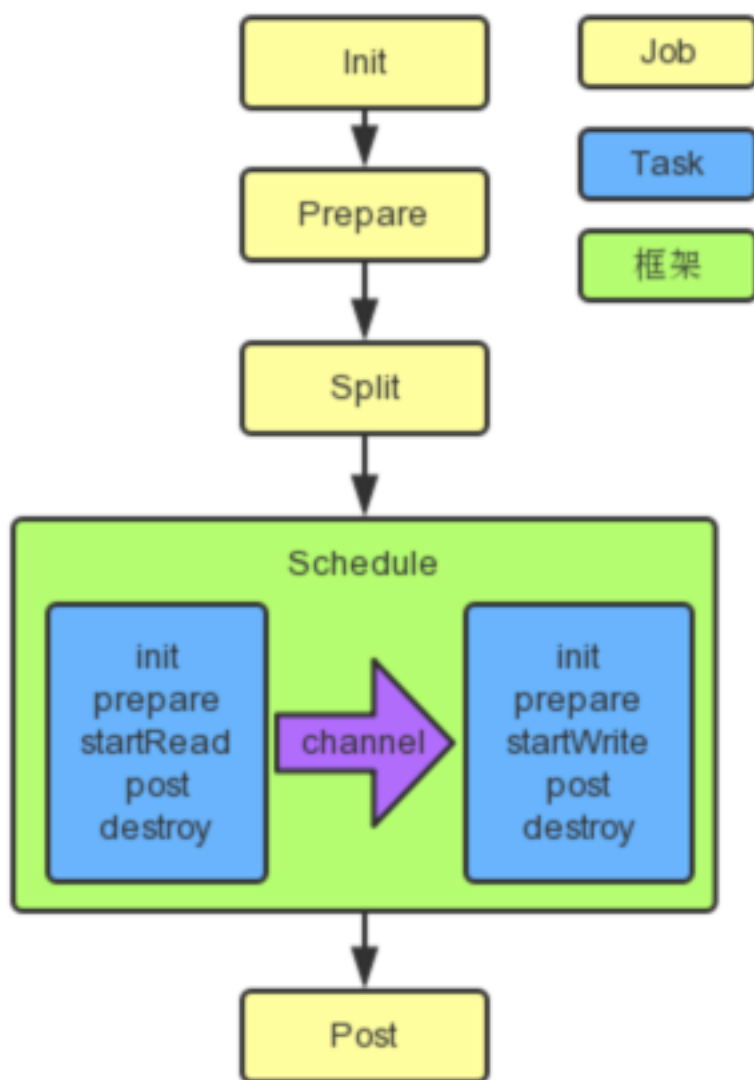 Init
Job
Prepare
Task
框架
Split
Schedule
init
prepare
startRead
post
destroy
channel
init
prepare
startWrite
post
destroy
Post